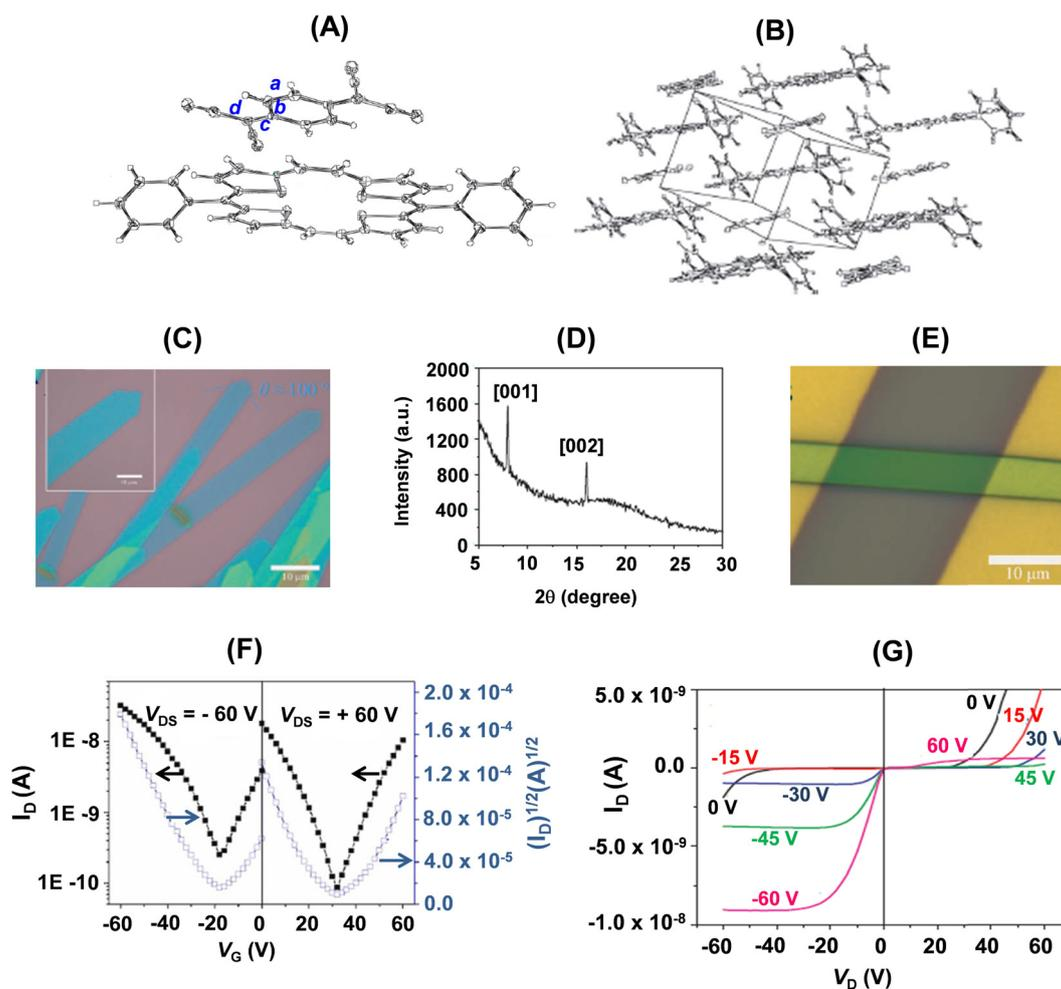 (A)
a
b
c
d
(B)
(C)
θ ≈ 100 °
10 μm
(D)
Intensity (a.u.)
2000
1600
1200
800
400
0
[001]
[002]
5 10 15 20 25 30
2θ (degree)
(E)
10 μm
(F)
I_D (A)
1E -8
1E -9
1E -10
V_DS = - 60 V
V_DS = + 60 V
2.0 x 10^-4
1.6 x 10^-4
1.2 x 10^-4
8.0 x 10^-5
4.0 x 10^-5
0.0
(I_D)^1/2(A)^1/2
-60 -40 -20 0 20 40 60
V_G (V)
(G)
I_D (A)
5.0 x 10^-9
0.0
-5.0 x 10^-9
-1.0 x 10^-8
0 V
15 V
30 V
60 V
45 V
-15 V
0 V
-30 V
-45 V
-60 V
-60 -40 -20 0 20 40 60
V_D (V)